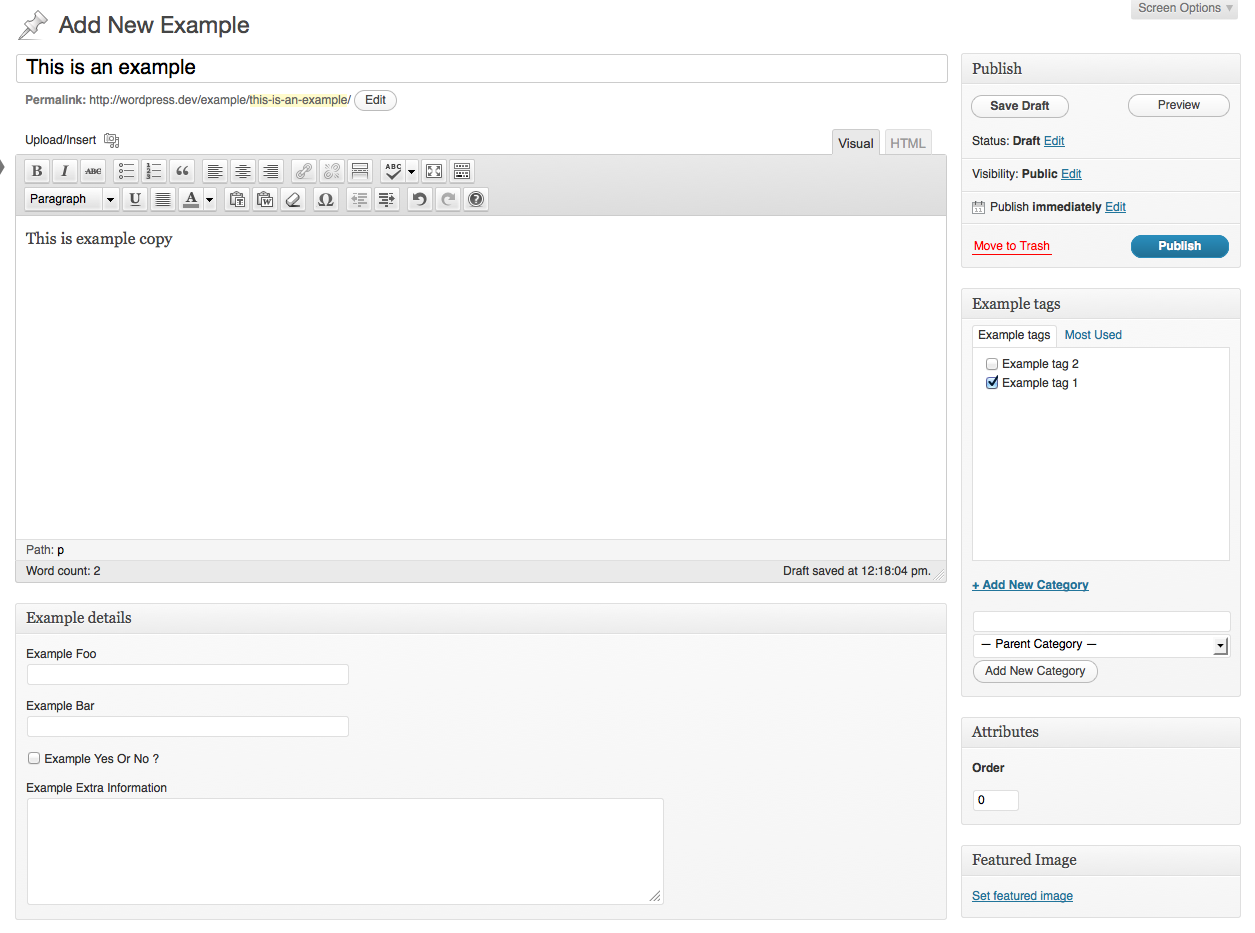 Screen Options
Add New Example
This is an example
Permalink: http://wordpress.dev/example/this-is-an-example/ Edit
Upload/Insert
Visual HTML
B I ABC ABC
Paragraph U A Ω
This is example copy
Path: p
Word count: 2 Draft saved at 12:18:04 pm.
Example details
Example Foo
Example Bar
Example Yes Or No ?
Example Extra Information
Publish
Save Draft Preview
Status: Draft Edit
Visibility: Public Edit
Publish immediately Edit
Move to Trash Publish
Example tags
Example tags Most Used
Example tag 2
Example tag 1
+ Add New Category
— Parent Category —
Add New Category
Attributes
Order
0
Featured Image
Set featured image